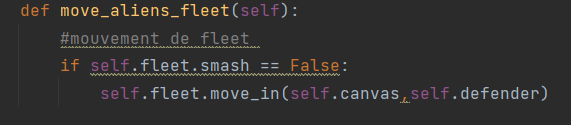 def move_aliens_fleet(self):
#mouvement de fleet
if self.fleet.smash == False:
self.fleet.move_in(self.canvas,self.defender)